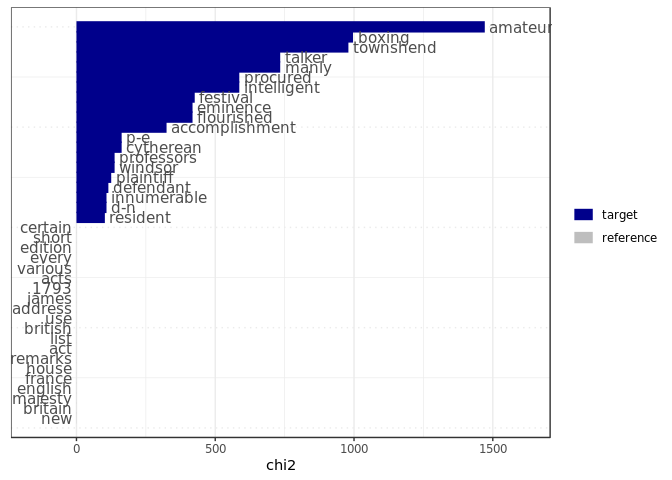 amateur
boxing
townshend
talker
manly
procured
intelligent
festival
eminence
flourished
accomplishment
p-e
cytherean
professors
windsor
plaintiff
defendant
innumerable
d-n
resident
certain
short
edition
every
various
acts
1793
james
address
use
british
list
act
remarks
house
france
english
majesty
britain
new
target
reference
0 500 1000 1500
chi2